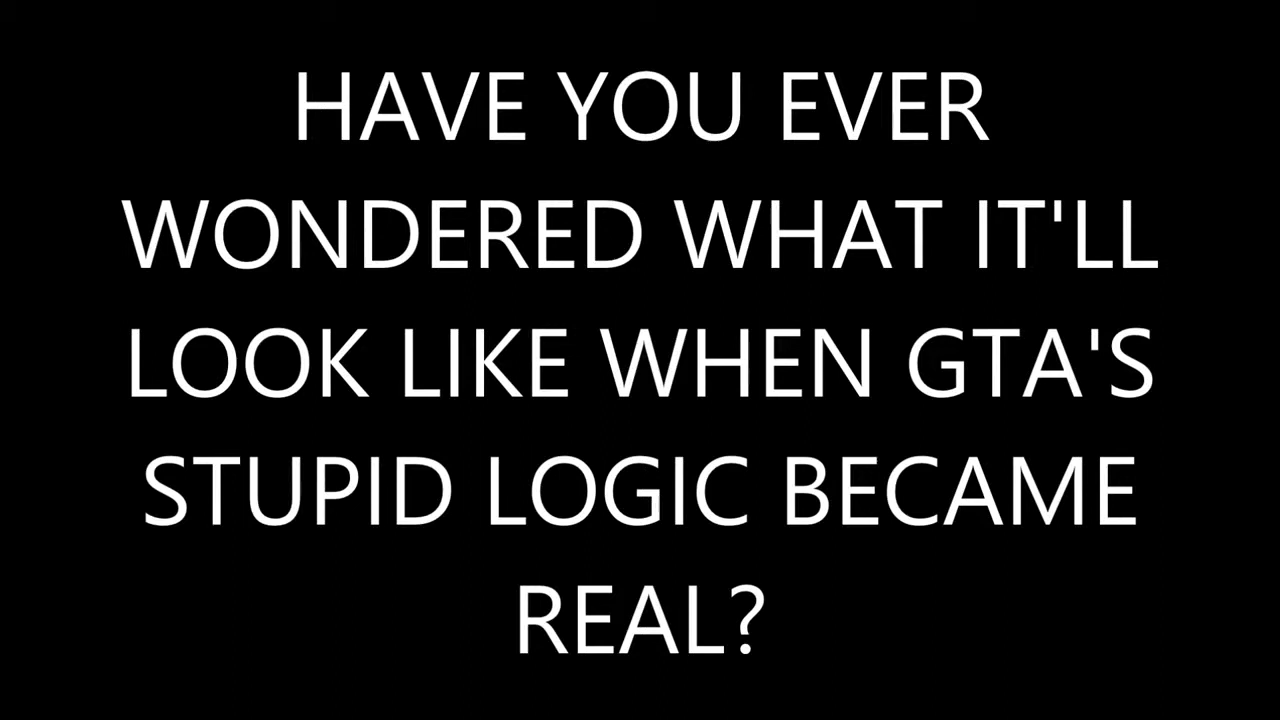 HAVE YOU EVER
WONDERED WHAT IT'LL
LOOK LIKE WHEN GTA'S
STUPID LOGIC BECAME
REAL?